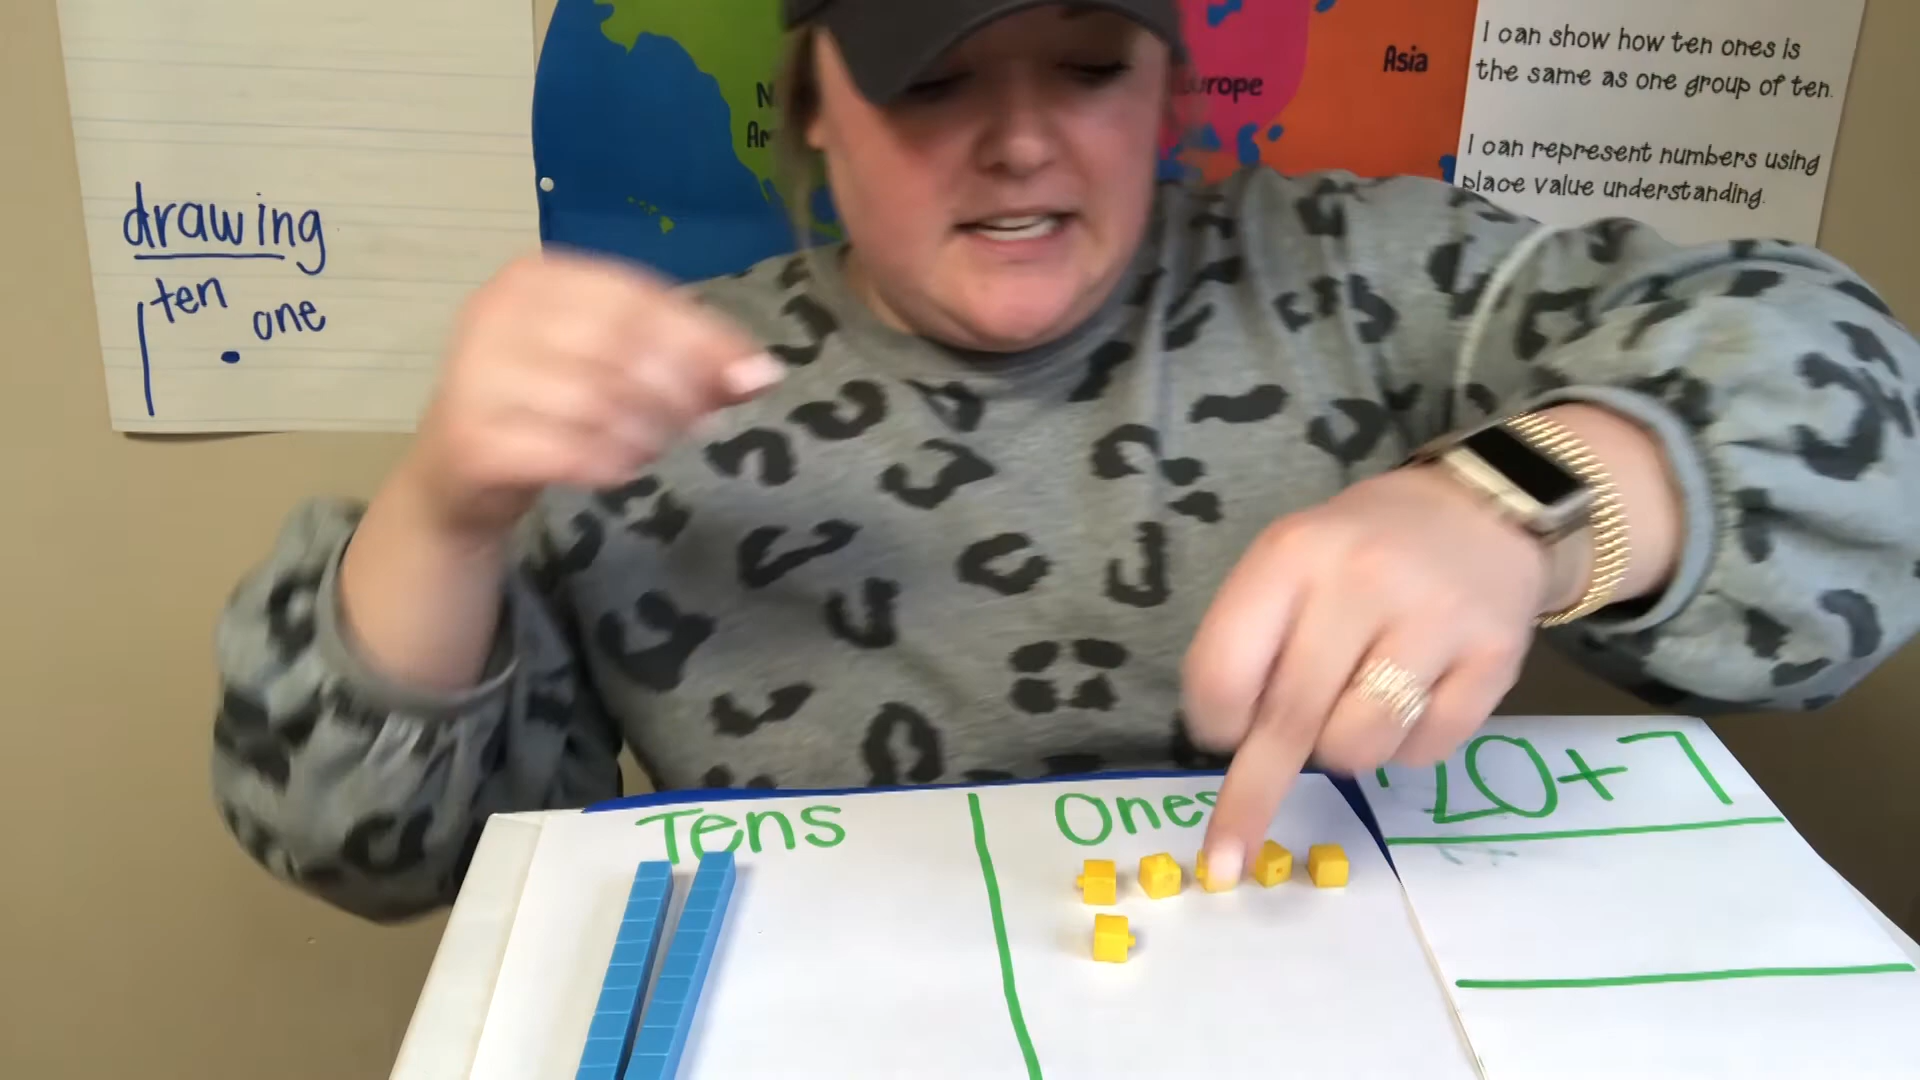 drawing
ten
one
Asia
I can show how ten ones is
the same as one group of ten.
I can represent numbers using
place value understanding.
Tens
Ones
20+7